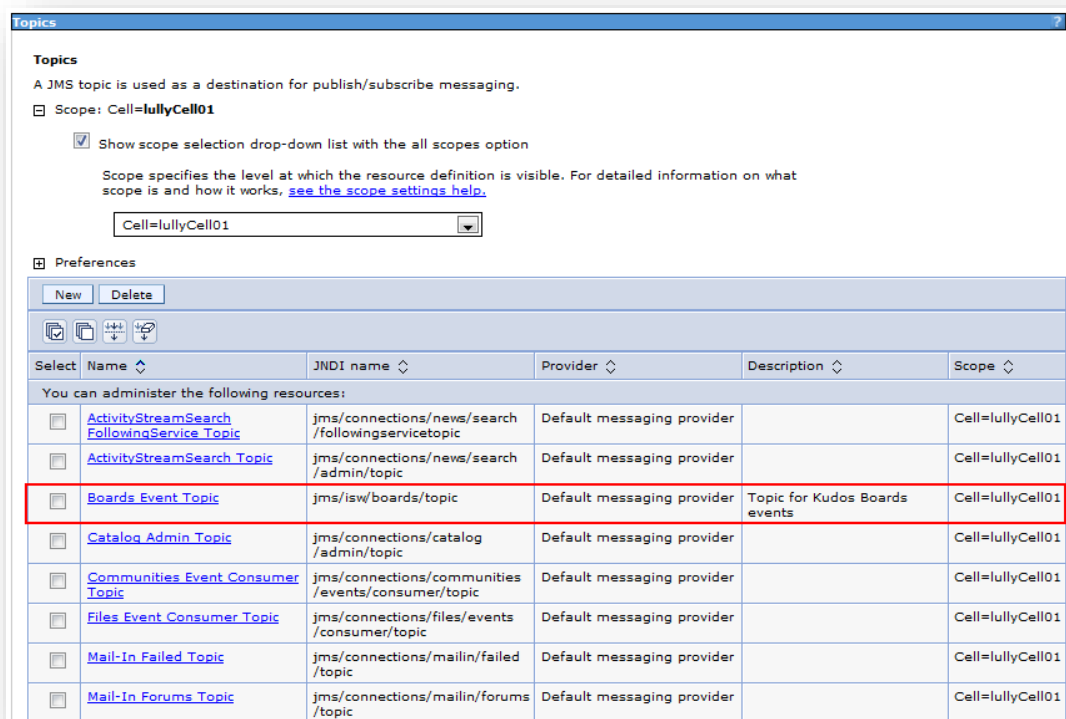 Topics ?
Topics
A JMS topic is used as a destination for publish/subscribe messaging.
Scope: Cell=lullyCell01
Show scope selection drop-down list with the all scopes option
Scope specifies the level at which the resource definition is visible. For detailed information on what
scope is and how it works, see the scope settings help.
Cell=lullyCell01
Preferences
New Delete
Select Name JNDI name Provider Description Scope
You can administer the following resources:
ActivityStreamSearch jms/connections/news/search Default messaging provider Cell=lullyCell01
FollowingService Topic /followingservicetopic
ActivityStreamSearch Topic jms/connections/news/search Default messaging provider Cell=lullyCell01
/admin/topic
Boards Event Topic jms/isw/boards/topic Default messaging provider Topic for Kudos Boards Cell=lullyCell01
events
Catalog Admin Topic jms/connections/catalog Default messaging provider Cell=lullyCell01
/admin/topic
Communities Event Consumer jms/connections/communities Default messaging provider Cell=lullyCell01
Topic /events/consumer/topic
Files Event Consumer Topic jms/connections/files/events Default messaging provider Cell=lullyCell01
/consumer/topic
Mail-In Failed Topic jms/connections/mailin/failed Default messaging provider Cell=lullyCell01
/topic
Mail-In Forums Topic jms/connections/mailin/forums Default messaging provider Cell=lullyCell01
/topic